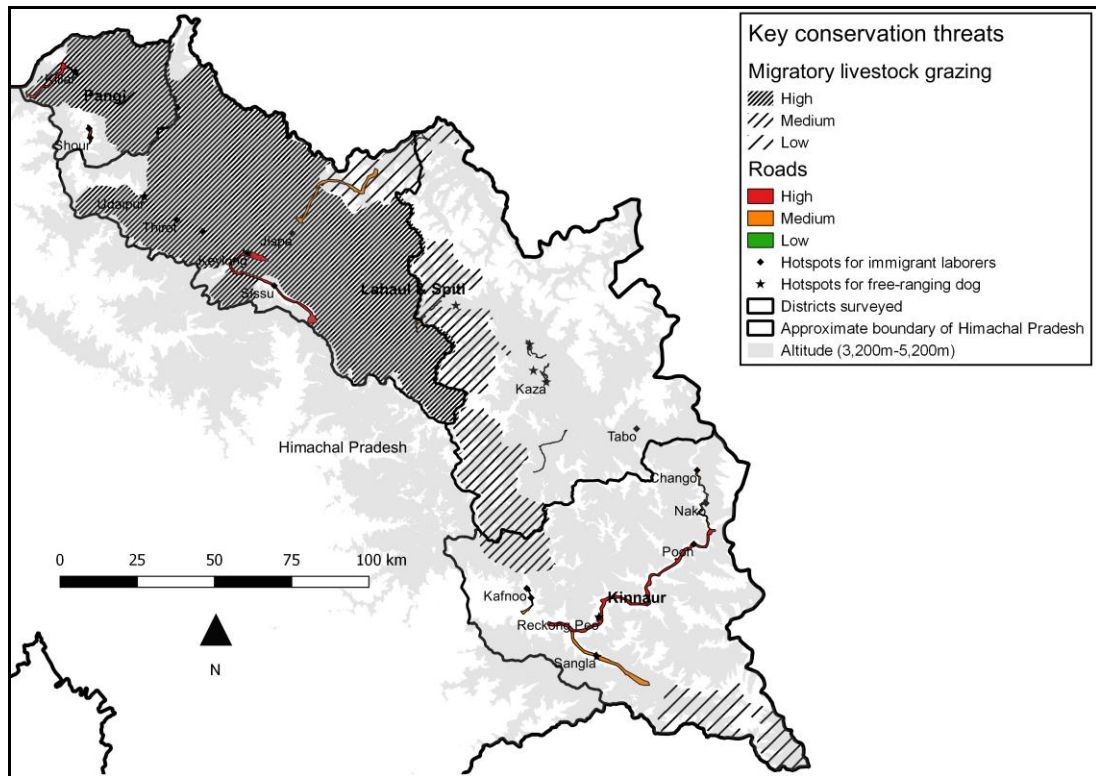 Key conservation threats
Migratory livestock grazing
High
Medium
Low
Roads
High
Medium
Low
Hotspots for immigrant laborers
Hotspots for free-ranging dog
Districts surveyed
Approximate boundary of Himachal Pradesh
Altitude (3,200m-5,200m)
Killar
Pangi
Shour
Udaipur
Thirot
Jispa
Keylong
Sissu
Lahaul & Spiti
Kaza
Himachal Pradesh
Tabo
Chango
Nako
Poon
Kafnoo
Kinnaur
Reckong Peo
Sangla
0 25 50 75 100 km
N